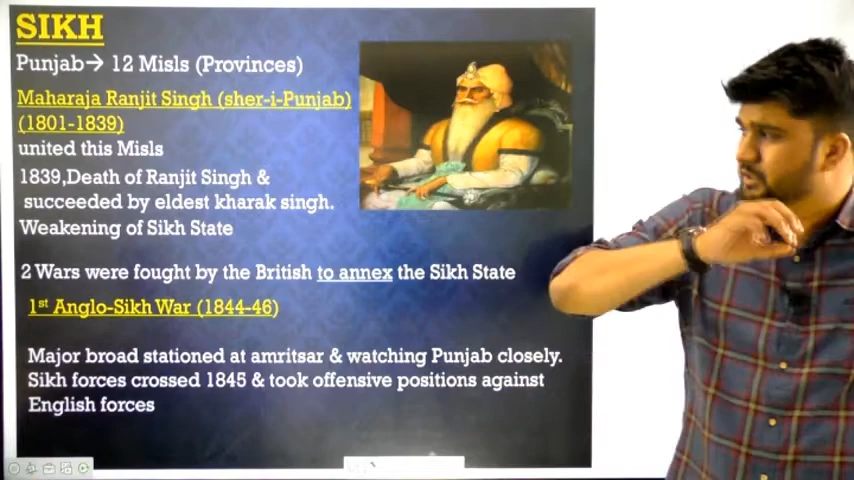 SIKH
Punjab→ 12 Misls (Provinces)
Maharaja Ranjit Singh (sher-i-Punjab)
(1801-1839)
united this Misls
1839,Death of Ranjit Singh &
succeeded by eldest kharak singh.
Weakening of Sikh State
2 Wars were fought by the British to annex the Sikh State
1st Anglo-Sikh War (1844-46)
Major broad stationed at amritsar & watching Punjab closely.
Sikh forces crossed 1845 & took offensive positions against
English forces